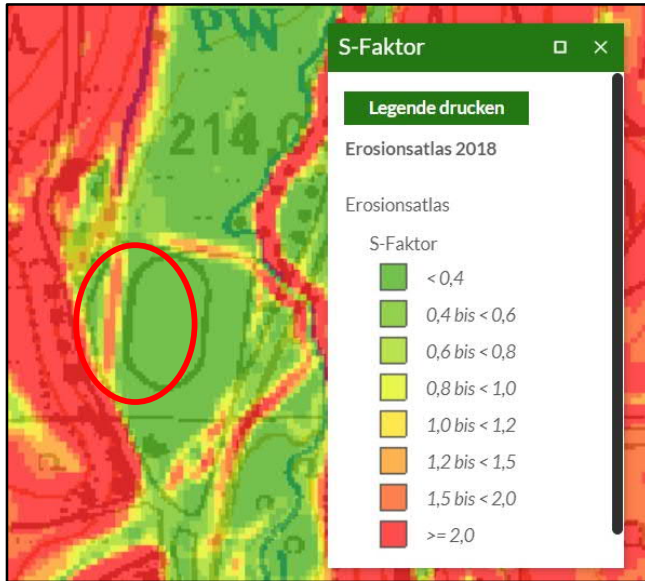 PW
214,0
S-Faktor
Legende drucken
Erosionsatlas 2018
Erosionsatlas
S-Faktor
< 0,4
0,4 bis < 0,6
0,6 bis < 0,8
0,8 bis < 1,0
1,0 bis < 1,2
1,2 bis < 1,5
1,5 bis < 2,0
>= 2,0